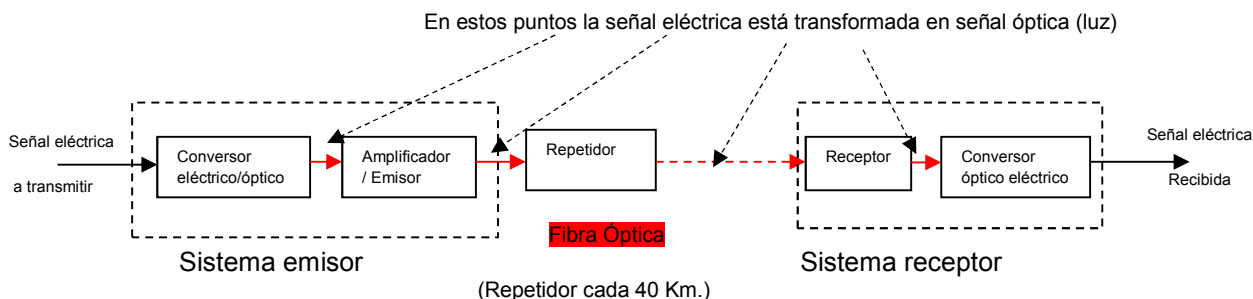 En estos puntos la señal eléctrica está transformada en señal óptica (luz)
Señal eléctrica
a transmitir
Conversor
eléctrico/óptico
Amplificador
/ Emisor
Repetidor
Receptor
Conversor
óptico eléctrico
Señal eléctrica
Recibida
Fibra Óptica
Sistema emisor
Sistema receptor
(Repetidor cada 40 Km.)